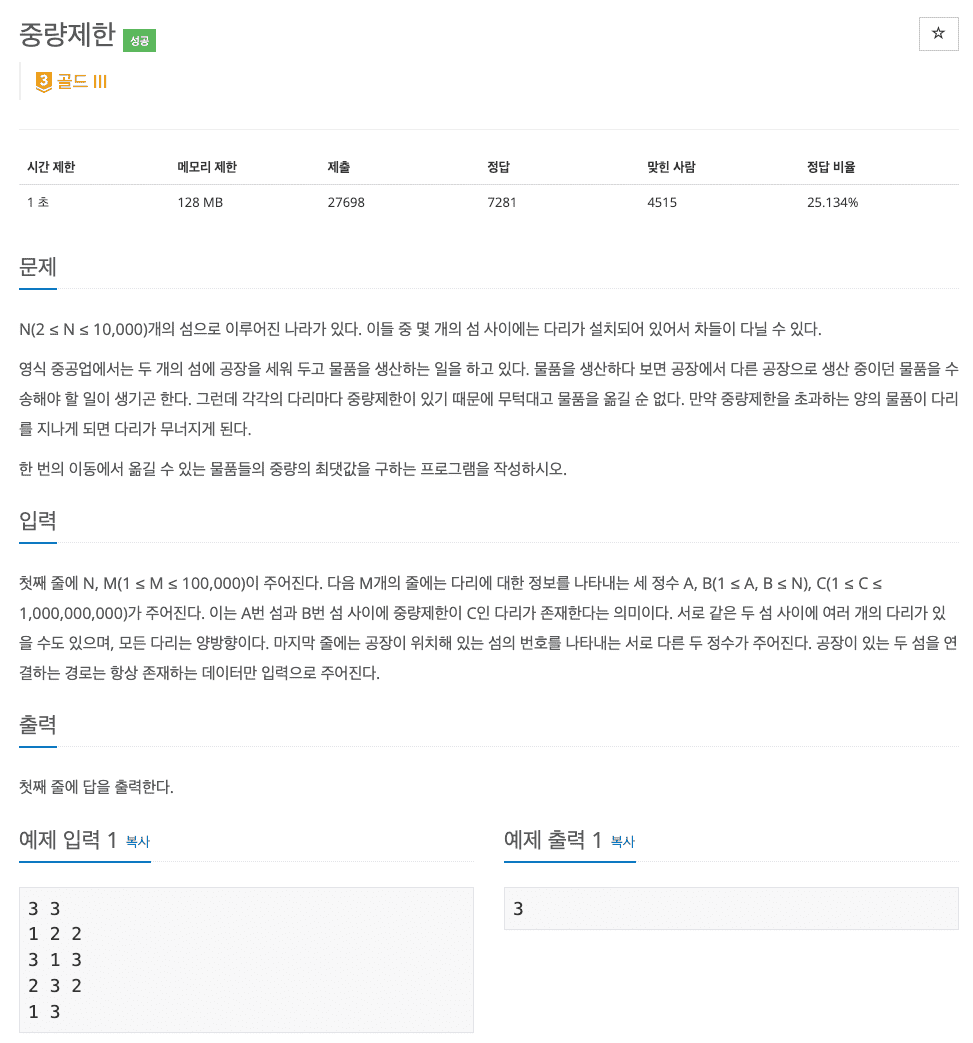 중량제한 성공
☆
3 골드 III
시간 제한 메모리 제한 제출 정답 맞힌 사람 정답 비율
1 초 128 MB 27698 7281 4515 25.134%
문제
N(2 ≤ N ≤ 10,000)개의 섬으로 이루어진 나라가 있다. 이들 중 몇 개의 섬 사이에는 다리가 설치되어 있어서 차들이 다닐 수 있다.
영식 중공업에서는 두 개의 섬에 공장을 세워 두고 물품을 생산하는 일을 하고 있다. 물품을 생산하다 보면 공장에서 다른 공장으로 생산 중이던 물품을 수
송해야 할 일이 생기곤 한다. 그런데 각각의 다리마다 중량제한이 있기 때문에 무턱대고 물품을 옮길 순 없다. 만약 중량제한을 초과하는 양의 물품이 다리
를 지나게 되면 다리가 무너지게 된다.
한 번의 이동에서 옮길 수 있는 물품들의 중량의 최댓값을 구하는 프로그램을 작성하시오.
입력
첫째 줄에 N, M(1 ≤ M ≤ 100,000)이 주어진다. 다음 M개의 줄에는 다리에 대한 정보를 나타내는 세 정수 A, B(1 ≤ A, B ≤ N), C(1 ≤ C ≤
1,000,000,000)가 주어진다. 이는 A번 섬과 B번 섬 사이에 중량제한이 C인 다리가 존재한다는 의미이다. 서로 같은 두 섬 사이에 여러 개의 다리가 있
을 수도 있으며, 모든 다리는 양방향이다. 마지막 줄에는 공장이 위치해 있는 섬의 번호를 나타내는 서로 다른 두 정수가 주어진다. 공장이 있는 두 섬을 연
결하는 경로는 항상 존재하는 데이터만 입력으로 주어진다.
출력
첫째 줄에 답을 출력한다.
예제 입력 1 복사
3 3
1 2 2
3 1 3
2 3 2
1 3
예제 출력 1 복사
3